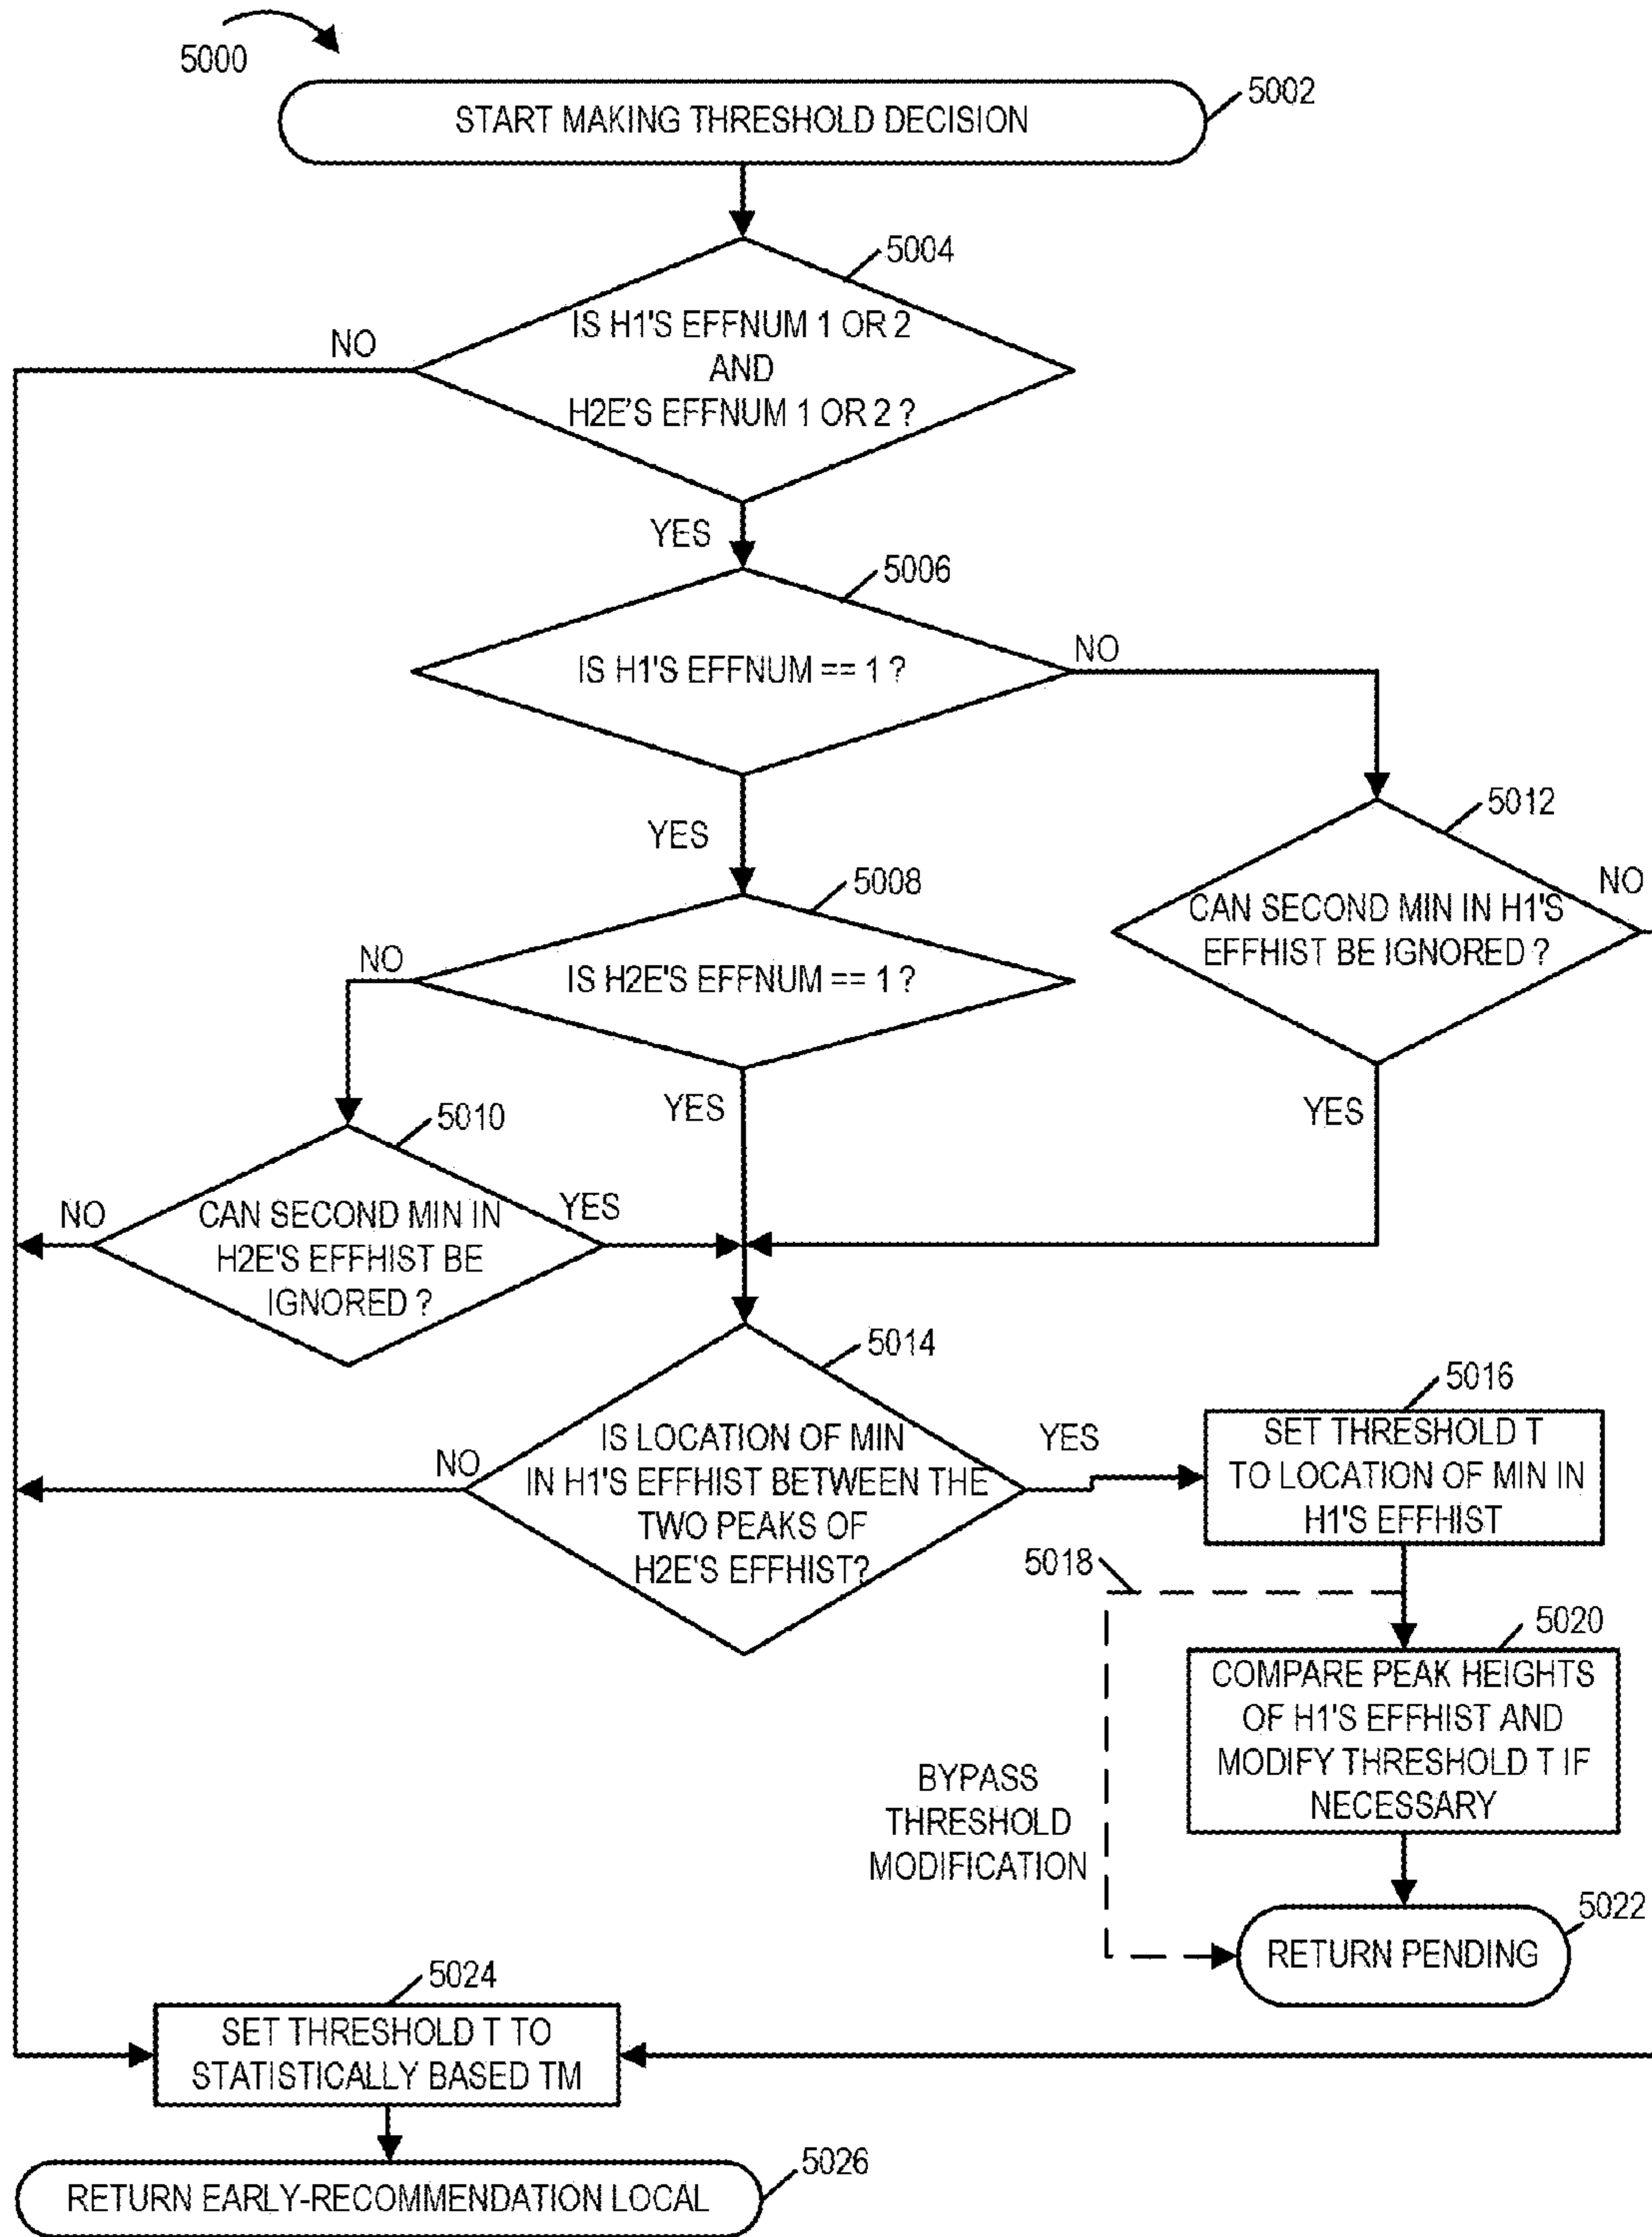 5000
START MAKING THRESHOLD DECISION
5002
5004
IS H1'S EFFNUM 1 OR 2
AND
H2E'S EFFNUM 1 OR 2 ?
NO
YES
5006
IS H1'S EFFNUM == 1 ?
NO
YES
5012
CAN SECOND MIN IN H1'S
EFFHIST BE IGNORED ?
NO
YES
5008
IS H2E'S EFFNUM == 1 ?
NO
YES
5010
CAN SECOND MIN IN
H2E'S EFFHIST BE
IGNORED ?
NO
YES
5014
IS LOCATION OF MIN
IN H1'S EFFHIST BETWEEN THE
TWO PEAKS OF
H2E'S EFFHIST?
NO
YES
5016
SET THRESHOLD T
TO LOCATION OF MIN IN
H1'S EFFHIST
5018
BYPASS
THRESHOLD
MODIFICATION
5020
COMPARE PEAK HEIGHTS
OF H1'S EFFHIST AND
MODIFY THRESHOLD T IF
NECESSARY
5022
RETURN PENDING
5024
SET THRESHOLD T TO
STATISTICALLY BASED TM
5026
RETURN EARLY-RECOMMENDATION LOCAL